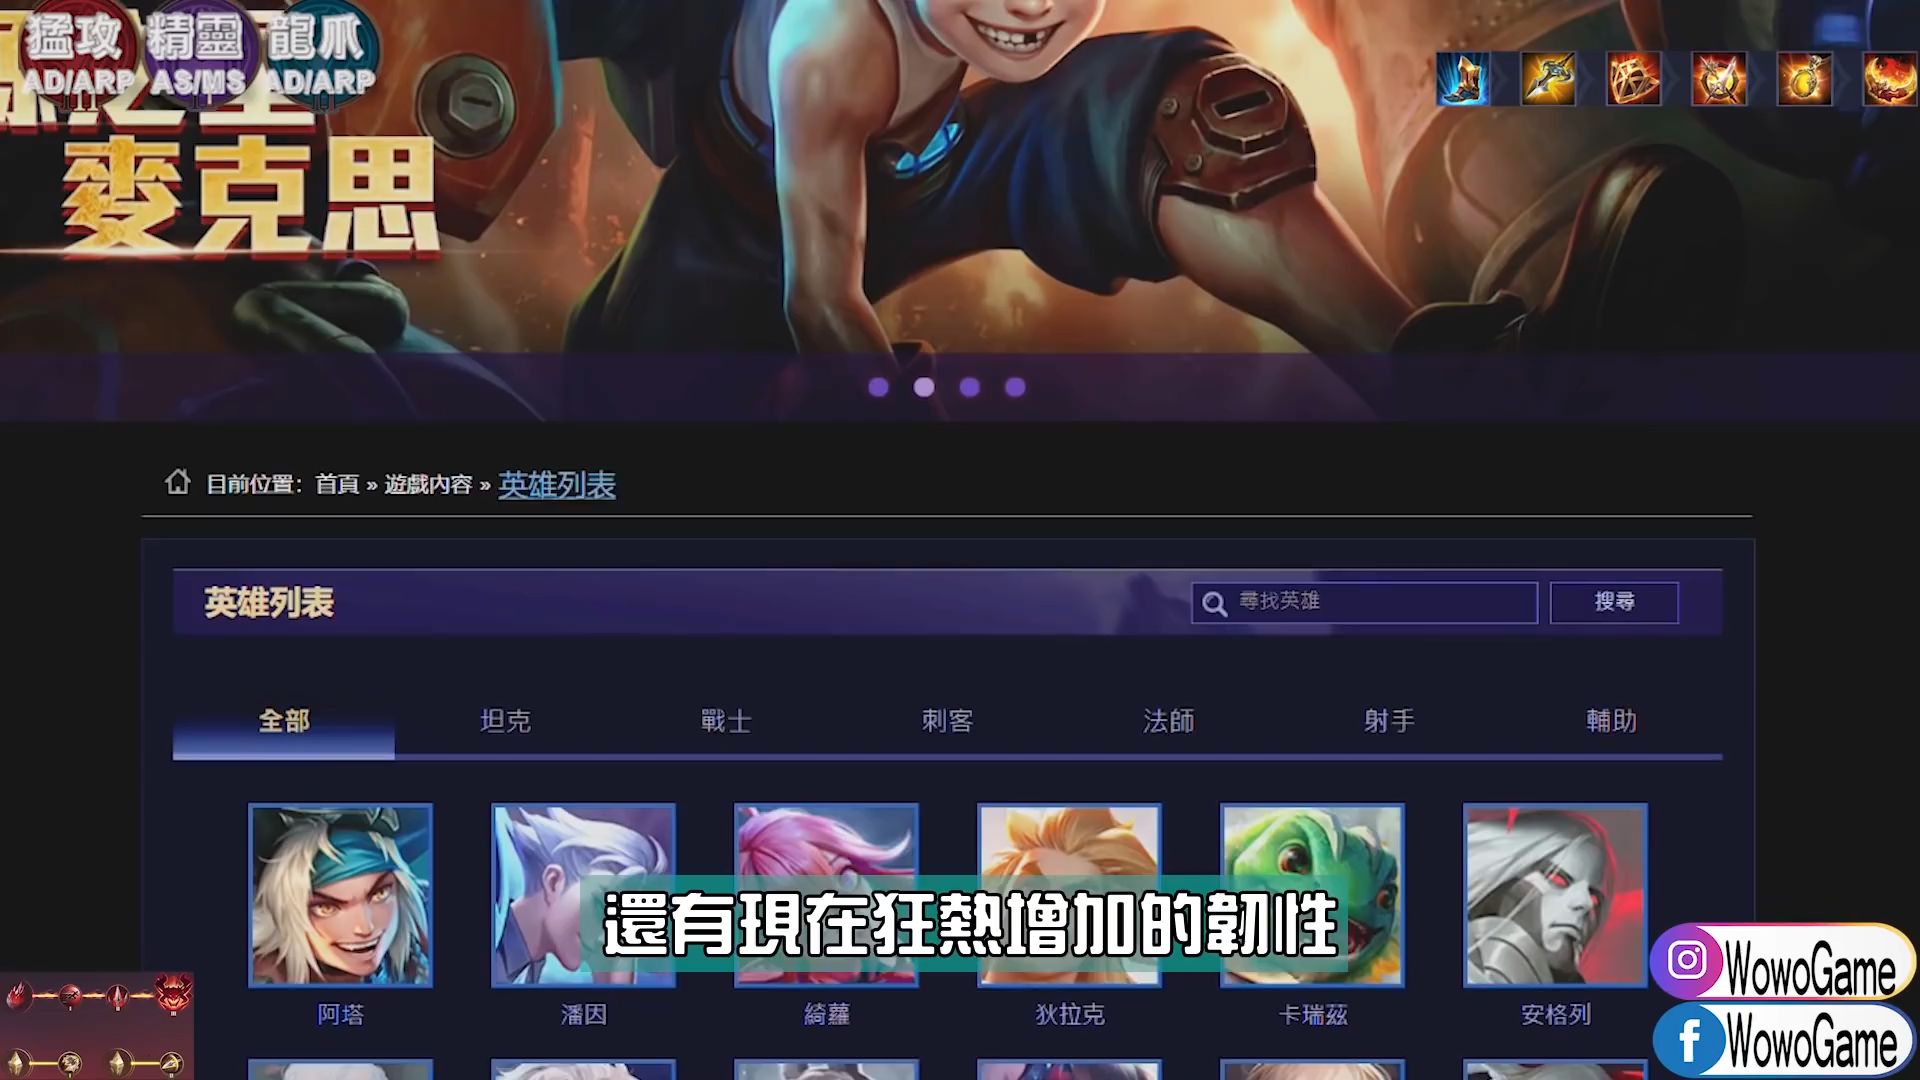 猛攻 精靈 龍爪
AD/ARP AS/MS AD/ARP
麥克思
目前位置：首頁 » 遊戲內容 » 英雄列表
英雄列表
尋找英雄
搜尋
全部 坦克 戰士 刺客 法師 射手 輔助
還有現在狂熱增加的韌性
阿塔 潘因 綺蘿 狄拉克 卡瑞茲 安格列
WowoGame
WowoGame